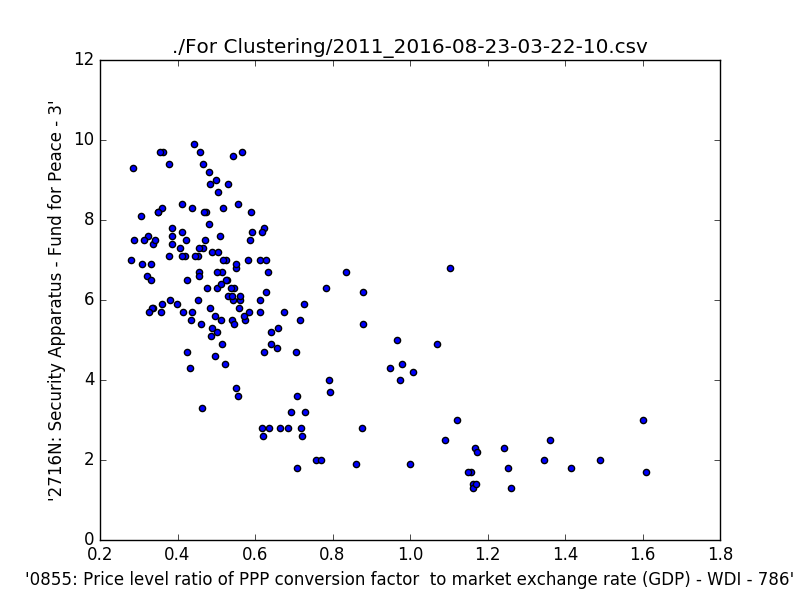 ./For Clustering/2011_2016-08-23-03-22-10.csv
'2716N: Security Apparatus - Fund for Peace - 3'
12
10
8
6
4
2
0
0.2 0.4 0.6 0.8 1.0 1.2 1.4 1.6 1.8
'0855: Price level ratio of PPP conversion factor  to market exchange rate (GDP) - WDI - 786'